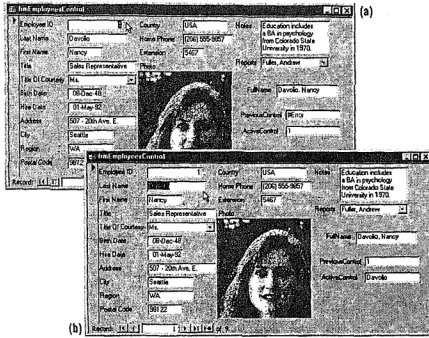 (a)
frmEmployeesControl
Employee ID 1 Country USA Notes Education includes
a BA in psychology
from Colorado State
University in 1970.
Last Name Davolio Home Phone (206) 555-9857
First Name Nancy Extension 5467
Title Sales Representative Photo Reports Fuller, Andrew
Title Of Courtesy Ms.
Birth Date 08-Dec-48 FullName Davolio, Nancy
Hire Date 01-May-92
Address 507 - 20th Ave. E. PreviousControl #Error
City Seattle ActiveControl 1
Region WA
Postal Code 9812
Record:
frmEmployeesControl
Employee ID 1 Country USA Notes Education includes
a BA in psychology
from Colorado State
University in 1970.
Last Name Home Phone (206) 555-9857
First Name Nancy Extension 5467
Title Sales Representative Photo Reports Fuller, Andrew
Title Of Courtesy Ms.
Birth Date 08-Dec-48 FullName Davolio, Nancy
Hire Date 01-May-92
Address 507 - 20th Ave. E. PreviousControl 1
City Seattle ActiveControl Davolio
Region WA
Postal Code 98122
(b) Record: 1 of 9